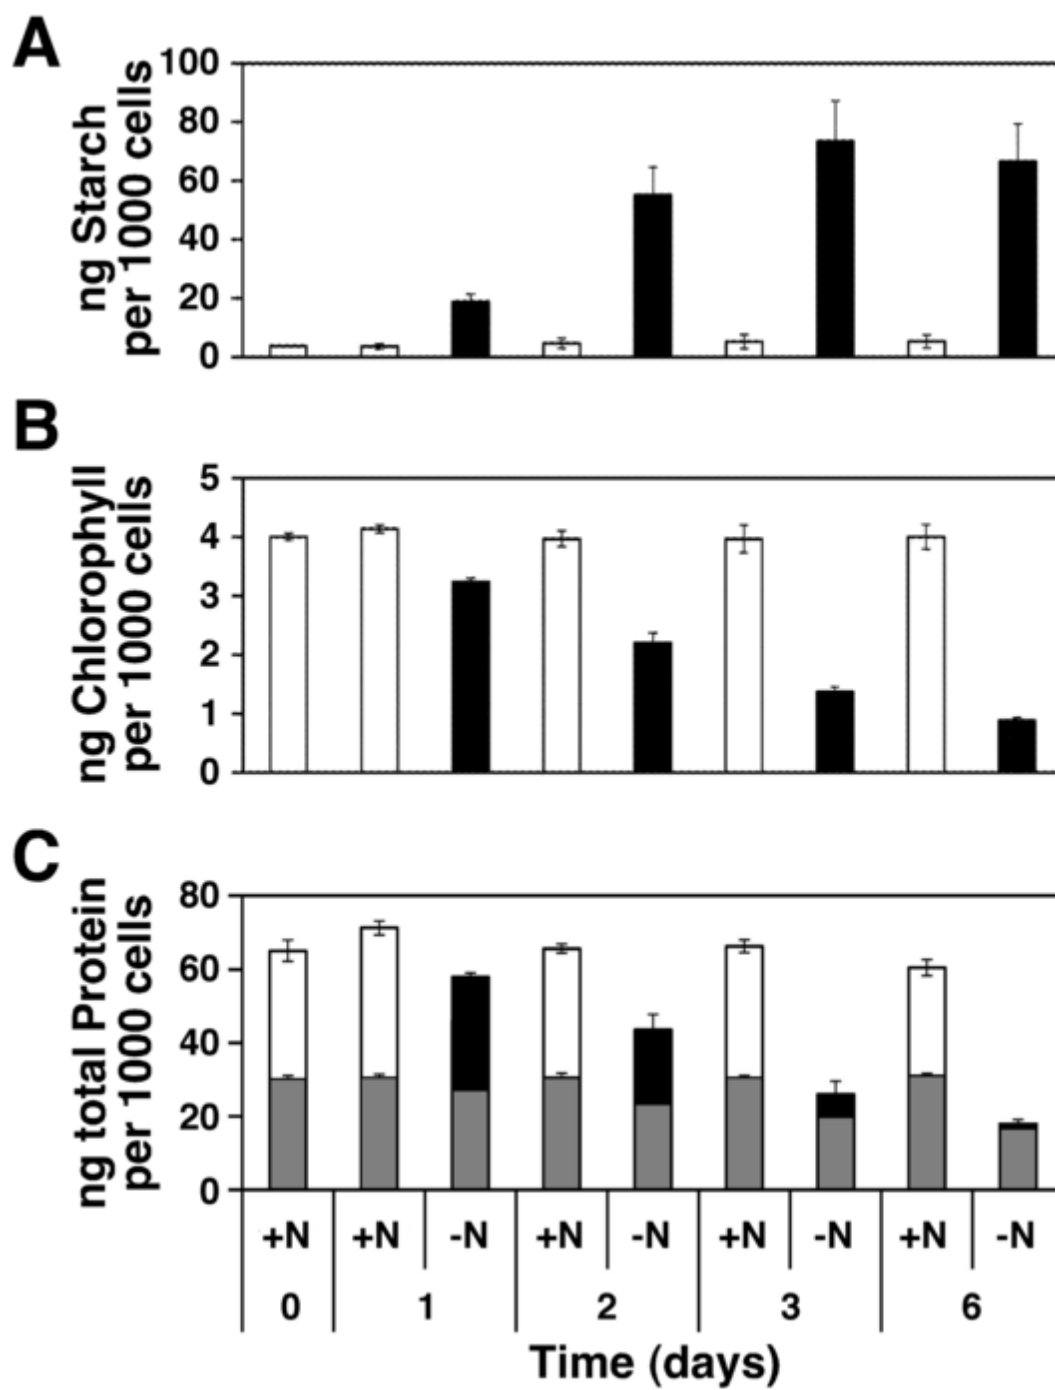 A
ng Starch
per 1000 cells
100
80
60
40
20
0
B
ng Chlorophyll
per 1000 cells
5
4
3
2
1
0
C
ng total Protein
per 1000 cells
80
60
40
20
0
+N +N -N +N -N +N -N +N -N
0 1 2 3 6
Time (days)